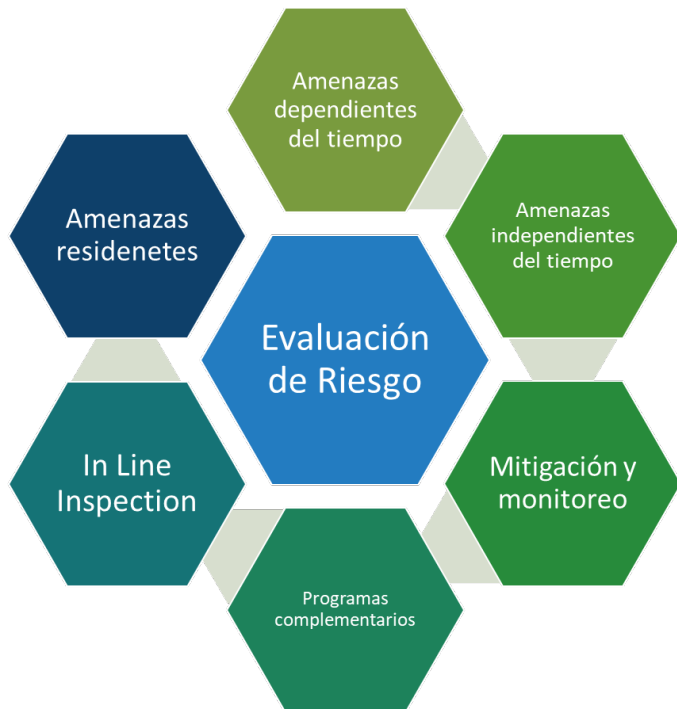 Amenazas
dependientes
del tiempo
Amenazas
residenetes
Amenazas
independientes
del tiempo
Evaluación
de Riesgo
In Line
Inspection
Mitigación y
monitoreo
Programas
complementarios